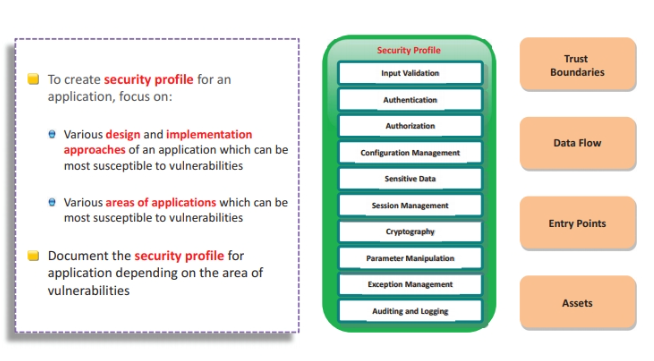 To create security profile for an
application, focus on:
Various design and implementation
approaches of an application which can be
most susceptible to vulnerabilities
Various areas of applications which can be
most susceptible to vulnerabilities
Document the security profile for
application depending on the area of
vulnerabilities
Security Profile
Input Validation
Authentication
Authorization
Configuration Management
Sensitive Data
Session Management
Cryptography
Parameter Manipulation
Exception Management
Auditing and Logging
Trust
Boundaries
Data Flow
Entry Points
Assets